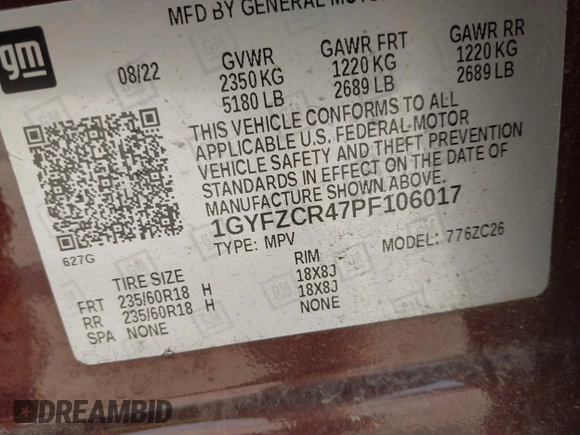 MFD BY GENERAL
gm
08/22
GVWR
2350 KG
5180 LB
GAWR FRT
1220 KG
2689 LB
GAWR RR
1220 KG
2689 LB
THIS VEHICLE CONFORMS TO ALL
APPLICABLE U.S. FEDERAL MOTOR
VEHICLE SAFETY AND THEFT PREVENTION
STANDARDS IN EFFECT ON THE DATE OF
MANUFACTURE SHOWN ABOVE.
1GYFZCR47PF106017
TYPE: MPV MODEL: 776ZC26
627G
TIRE SIZE RIM
FRT 235/60R18 H 18X8J
RR 235/60R18 H 18X8J
SPA NONE NONE
DREAMBID